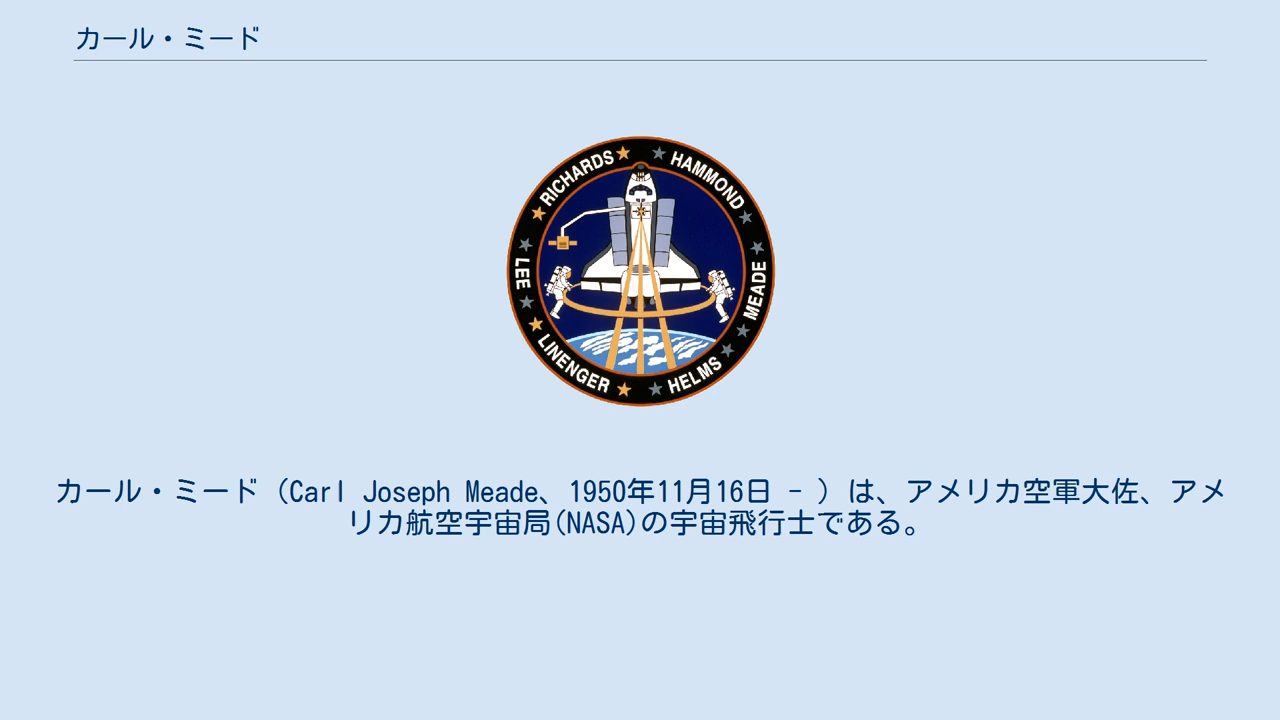 カール・ミード
RICHARDS
HAMMOND
LEE
MEADE
LINENGER
HELMS
カール・ミード（Carl Joseph Meade、1950年11月16日 - ）は、アメリカ空軍大佐、アメ
リカ航空宇宙局(NASA)の宇宙飛行士である。